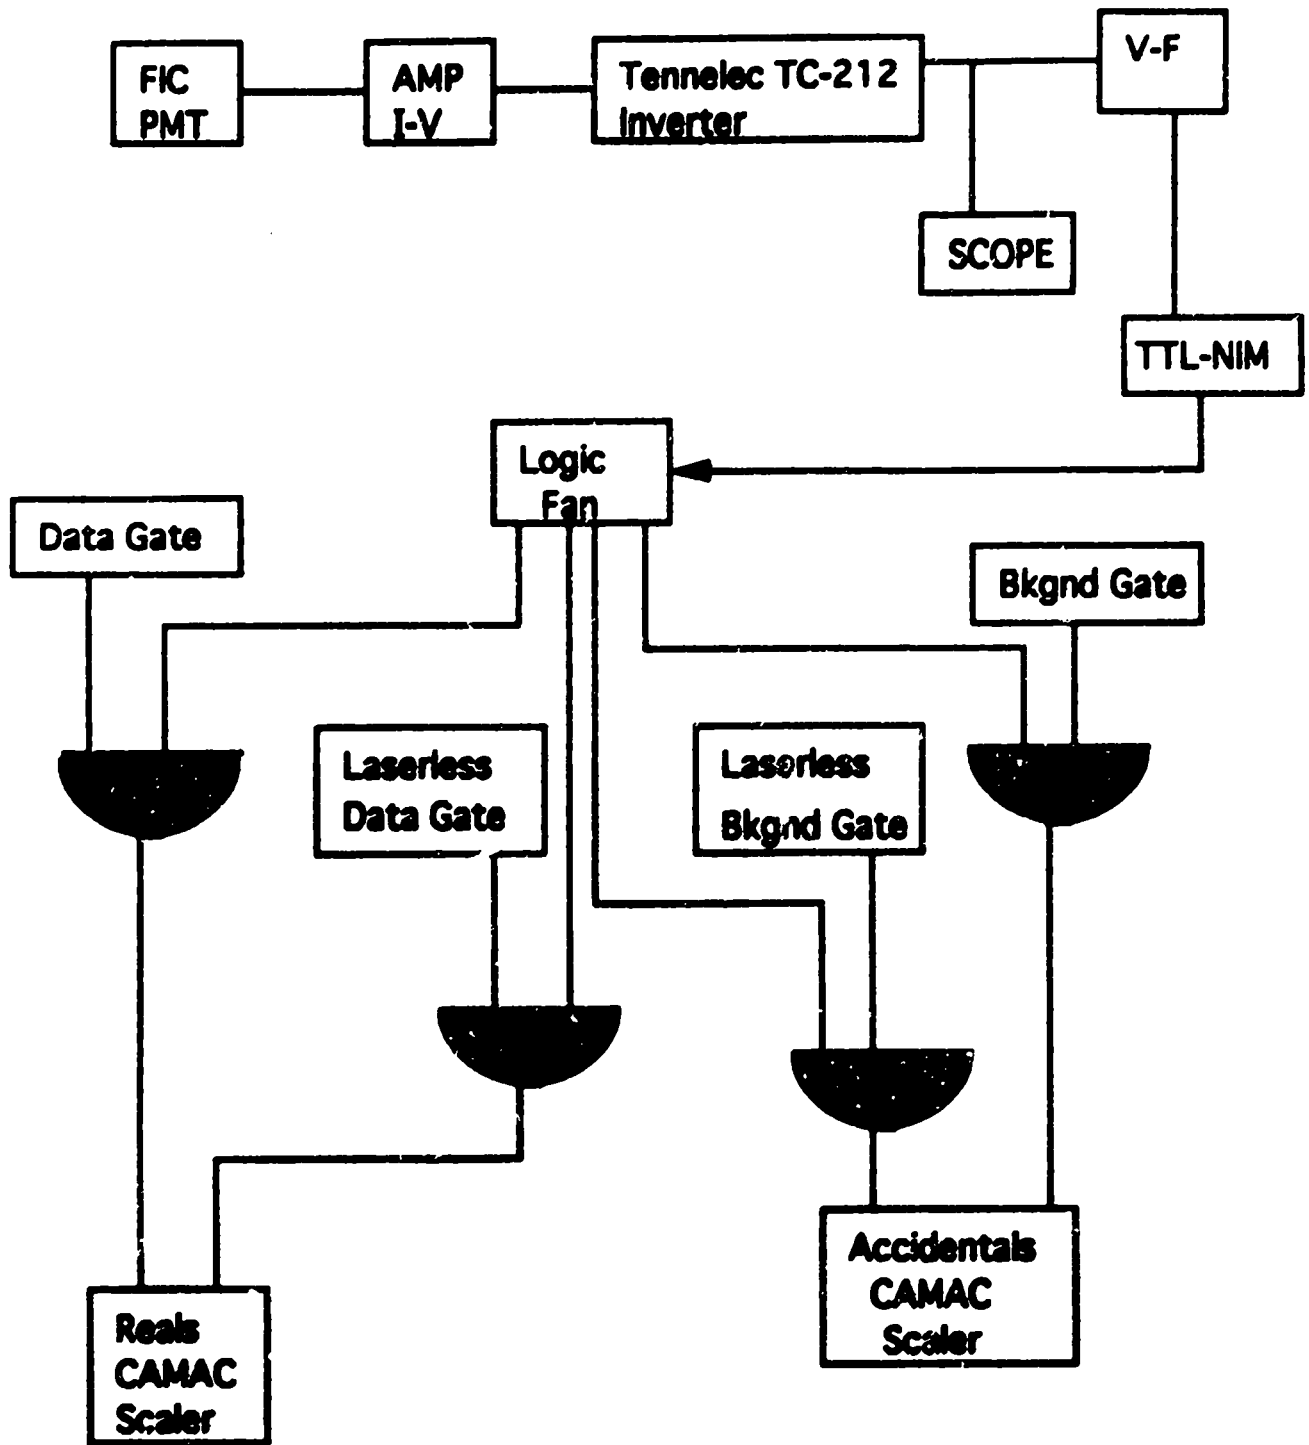 FIC
PMT
AMP
I-V
Tennelec TC-212
Inverter
V-F
SCOPE
TTL-NIM
Logic
Fan
Data Gate
Bkgnd Gate
Laserless
Data Gate
Laserless
Bkgnd Gate
Accidentals
CAMAC
Scaler
Reals
CAMAC
Scaler